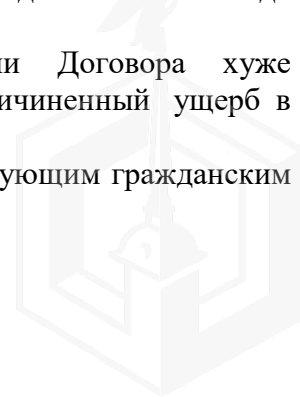 и Договора хуже
ичиненный ущерб в
ующим гражданским